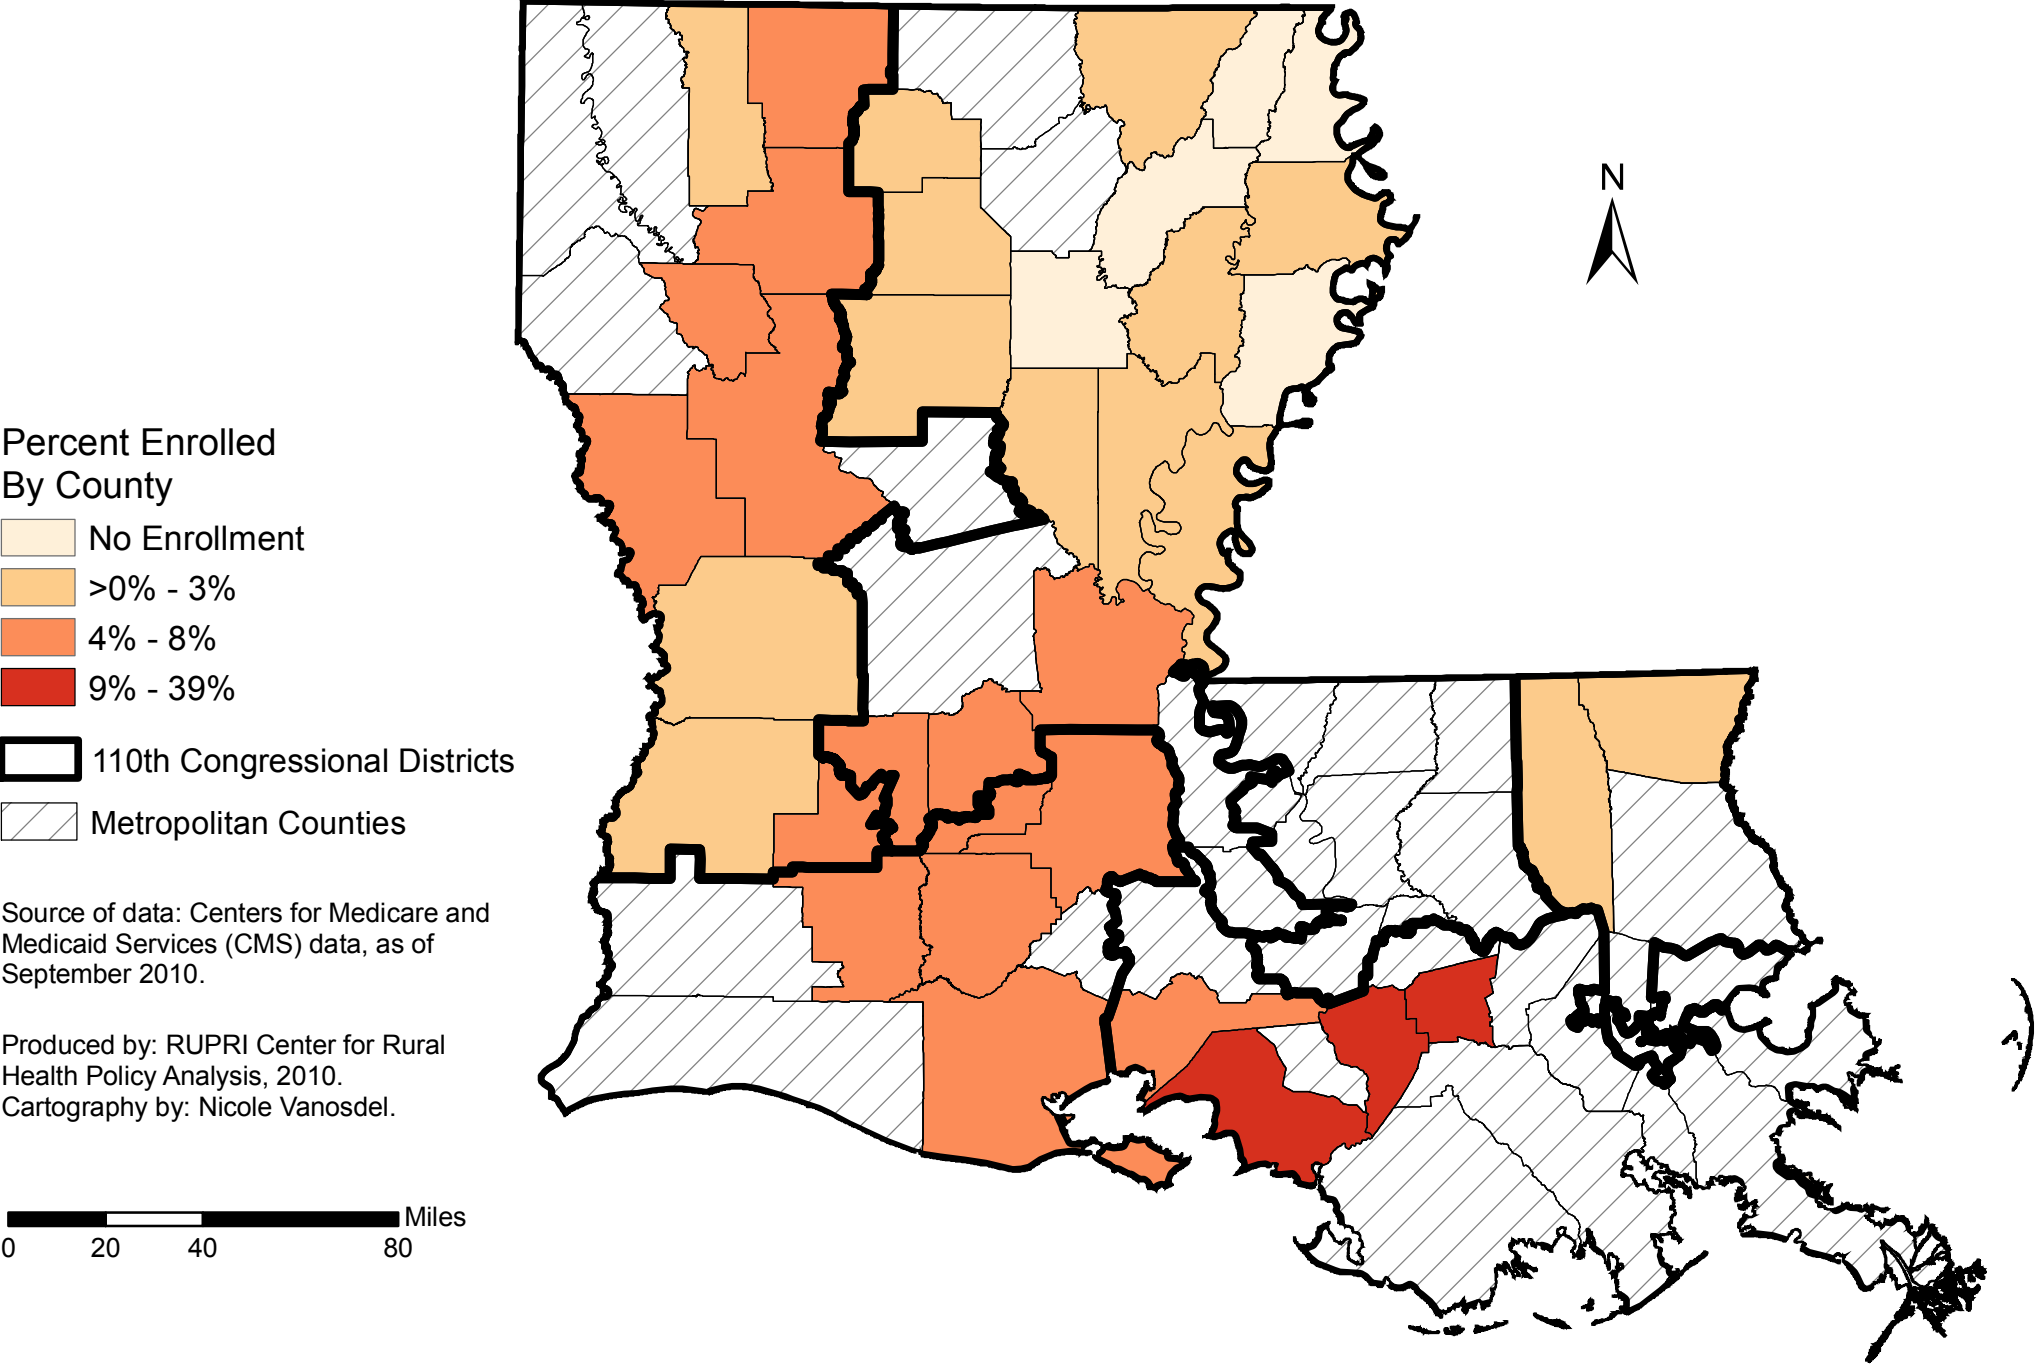 N
Percent Enrolled
By County
No Enrollment
>0% - 3%
4% - 8%
9% - 39%
110th Congressional Districts
Metropolitan Counties
Source of data: Centers for Medicare and
Medicaid Services (CMS) data, as of
September 2010.
Produced by: RUPRI Center for Rural
Health Policy Analysis, 2010.
Cartography by: Nicole Vanosdel.
Miles
0 20 40 80